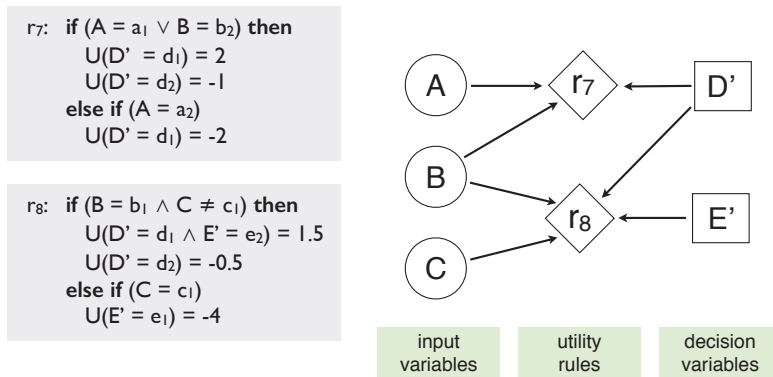 r₇: if (A = a₁ ∨ B = b₂) then
U(D’ = d₁) = 2
U(D’ = d₂) = -1
else if (A = a₂)
U(D’ = d₁) = -2
r₈: if (B = b₁ ∧ C ≠ c₁) then
U(D’ = d₁ ∧ E’ = e₂) = 1.5
U(D’ = d₂) = -0.5
else if (C = c₁)
U(E’ = e₁) = -4
A
r₇
D’
B
r₈
E’
C
input
variables
utility
rules
decision
variables